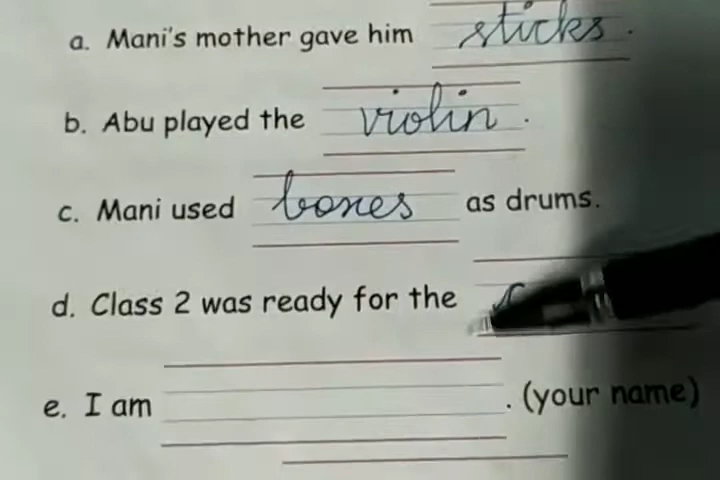 a. Mani's mother gave him sticks.
b. Abu played the violin.
c. Mani used boxes as drums.
d. Class 2 was ready for the
e. I am . (your name)